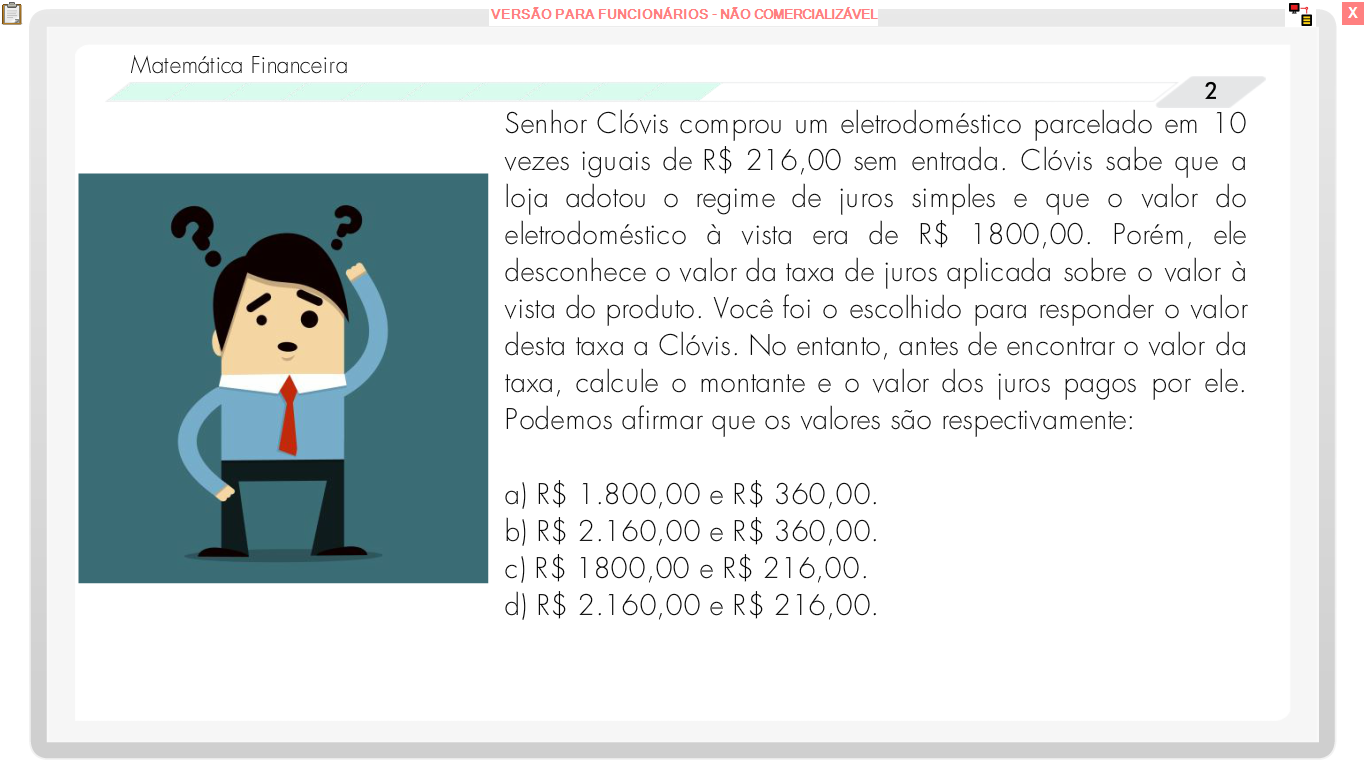 VERSÃO PARA FUNCIONÁRIOS - NÃO COMERCIALIZÁVEL
X
Matemática Financeira
2
Senhor Clóvis comprou um eletrodoméstico parcelado em 10
vezes iguais de R$ 216,00 sem entrada. Clóvis sabe que a
loja adotou o regime de juros simples e que o valor do
eletrodoméstico à vista era de R$ 1800,00. Porém, ele
desconhece o valor da taxa de juros aplicada sobre o valor à
vista do produto. Você foi o escolhido para responder o valor
desta taxa a Clóvis. No entanto, antes de encontrar o valor da
taxa, calcule o montante e o valor dos juros pagos por ele.
Podemos afirmar que os valores são respectivamente:
a) R$ 1.800,00 e R$ 360,00.
b) R$ 2.160,00 e R$ 360,00.
c) R$ 1800,00 e R$ 216,00.
d) R$ 2.160,00 e R$ 216,00.